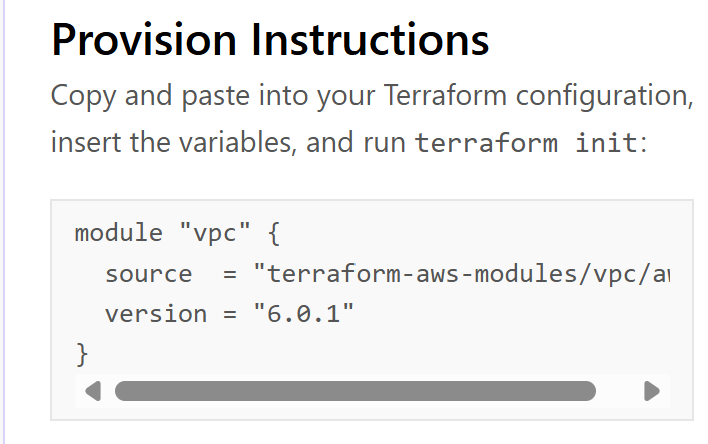 Provision Instructions
Copy and paste into your Terraform configuration,
insert the variables, and run terraform init:
module "vpc" {
  source  = "terraform-aws-modules/vpc/
  version = "6.0.1"
}